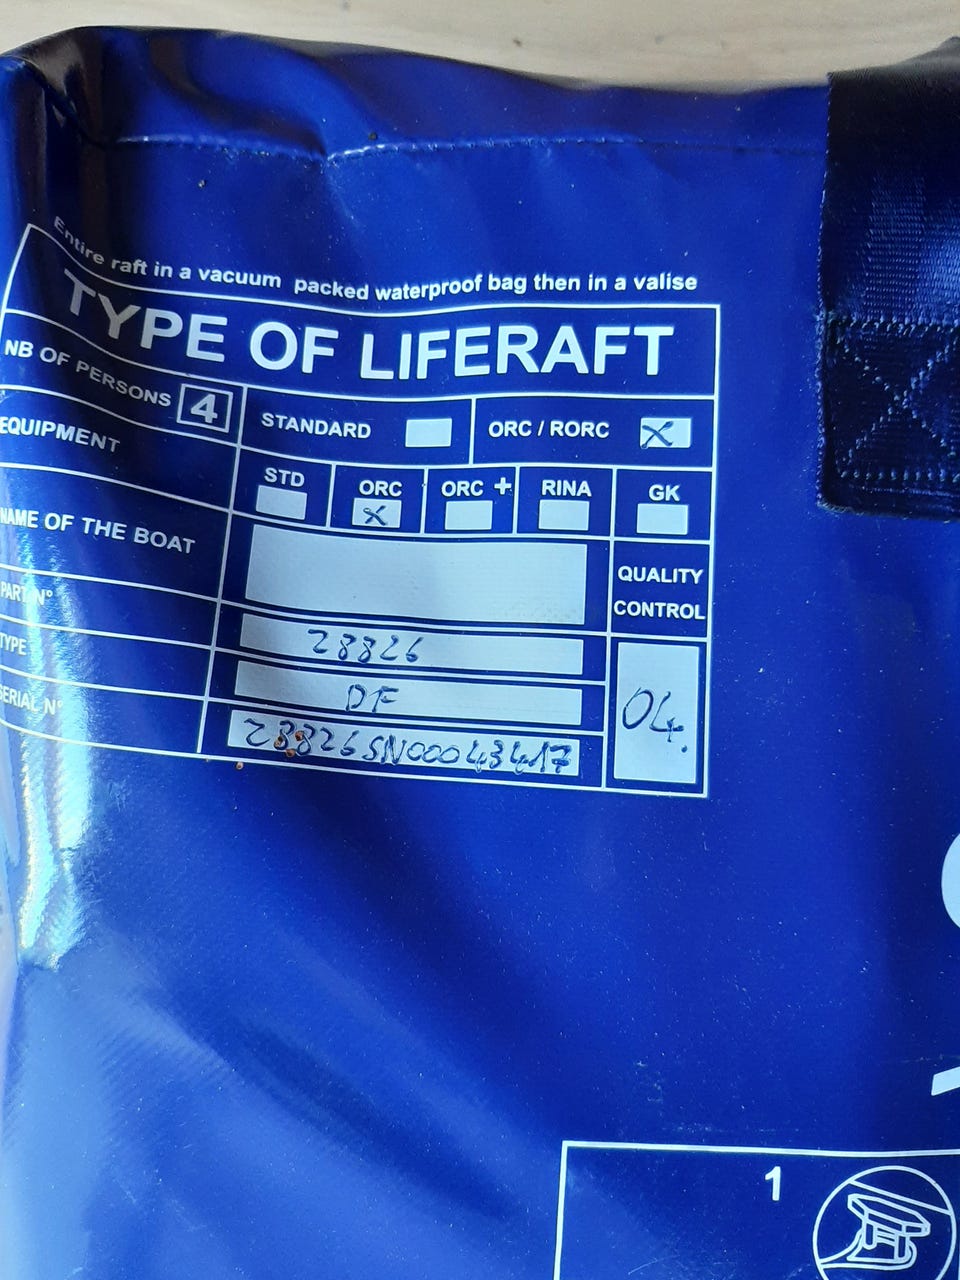 Entire raft in a vacuum packed waterproof bag then in a valise
TYPE OF LIFERAFT
NB OF PERSONS 4
STANDARD
ORC / RORC X
EQUIPMENT
STD
ORC X
ORC +
RINA
GK
NAME OF THE BOAT
QUALITY
CONTROL
PART N° 28826
TYPE DF
SERIAL N° 28826SN00043417
04.
1